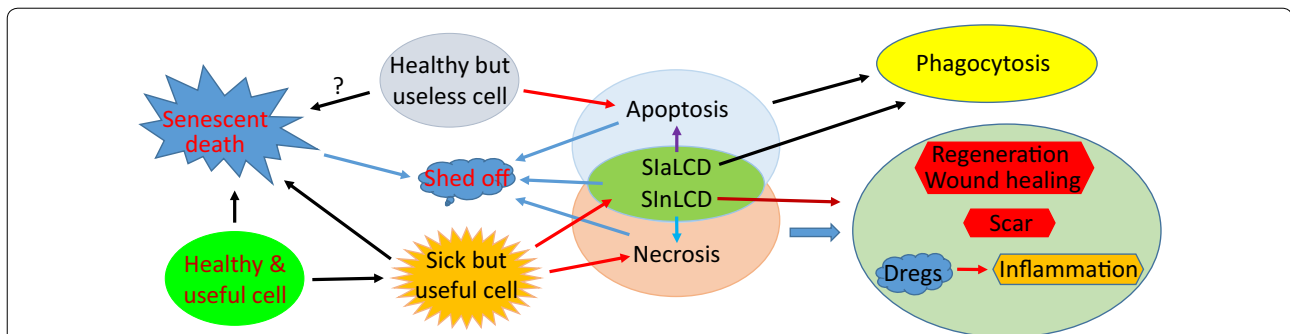 ?
Healthy but
useless cell
Senescent
death
Shed off
Healthy &
useful cell
Sick but
useful cell
Apoptosis
SIaLCD
SInLCD
Necrosis
Phagocytosis
Regeneration
Wound healing
Scar
Dregs
Inflammation